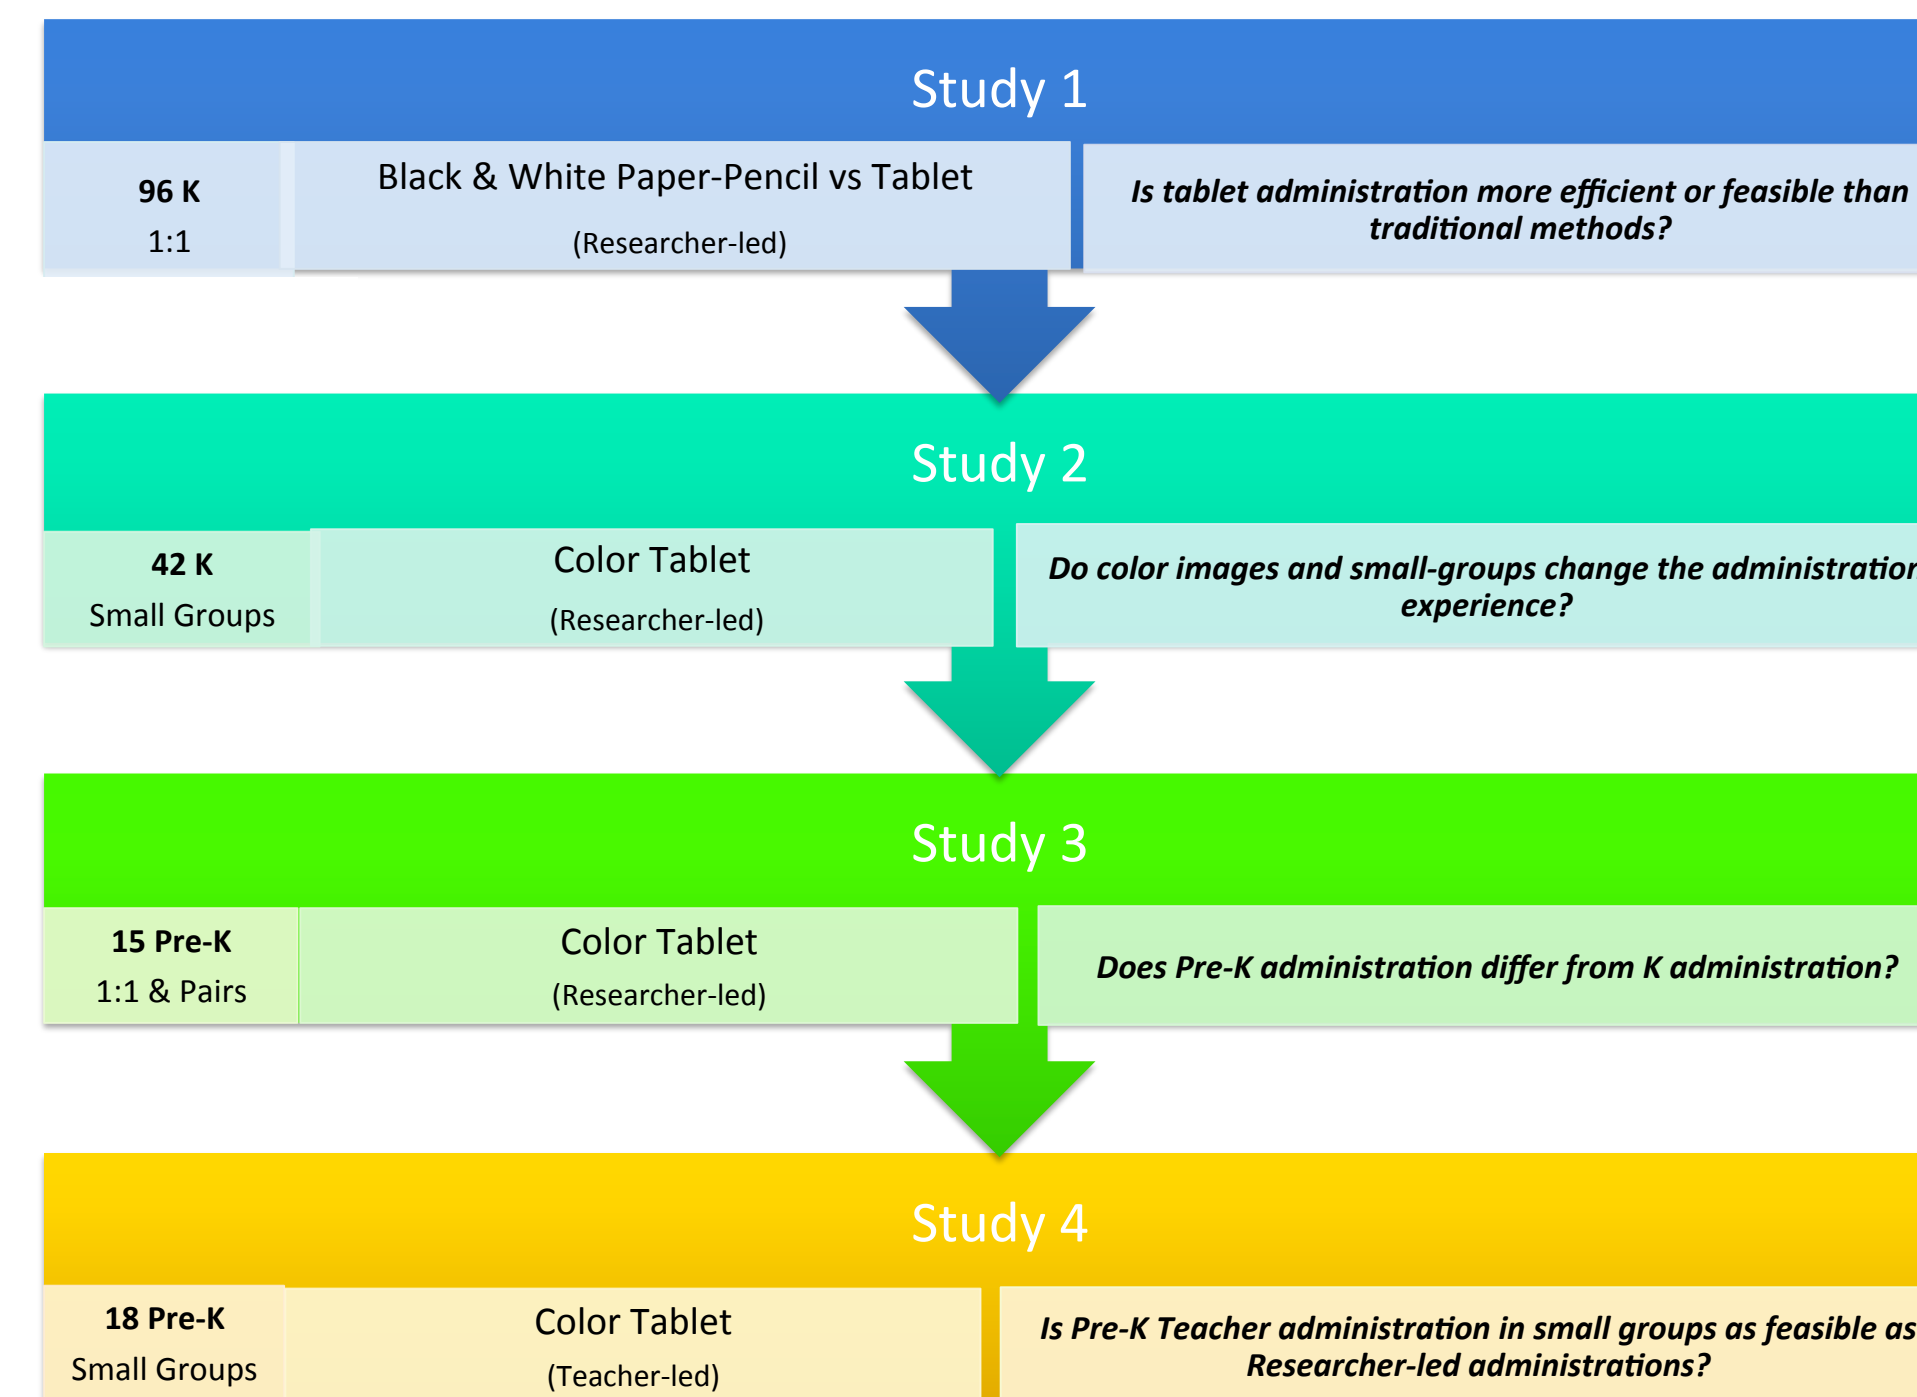 Study 1
96 K
1:1
Black & White Paper-Pencil vs Tablet
(Researcher-led)
Is tablet administration more efficient or feasible than
traditional methods?
Study 2
42 K
Small Groups
Color Tablet
(Researcher-led)
Do color images and small-groups change the administration
experience?
Study 3
15 Pre-K
1:1 & Pairs
Color Tablet
(Researcher-led)
Does Pre-K administration differ from K administration?
Study 4
18 Pre-K
Small Groups
Color Tablet
(Teacher-led)
Is Pre-K Teacher administration in small groups as feasible as
Researcher-led administrations?